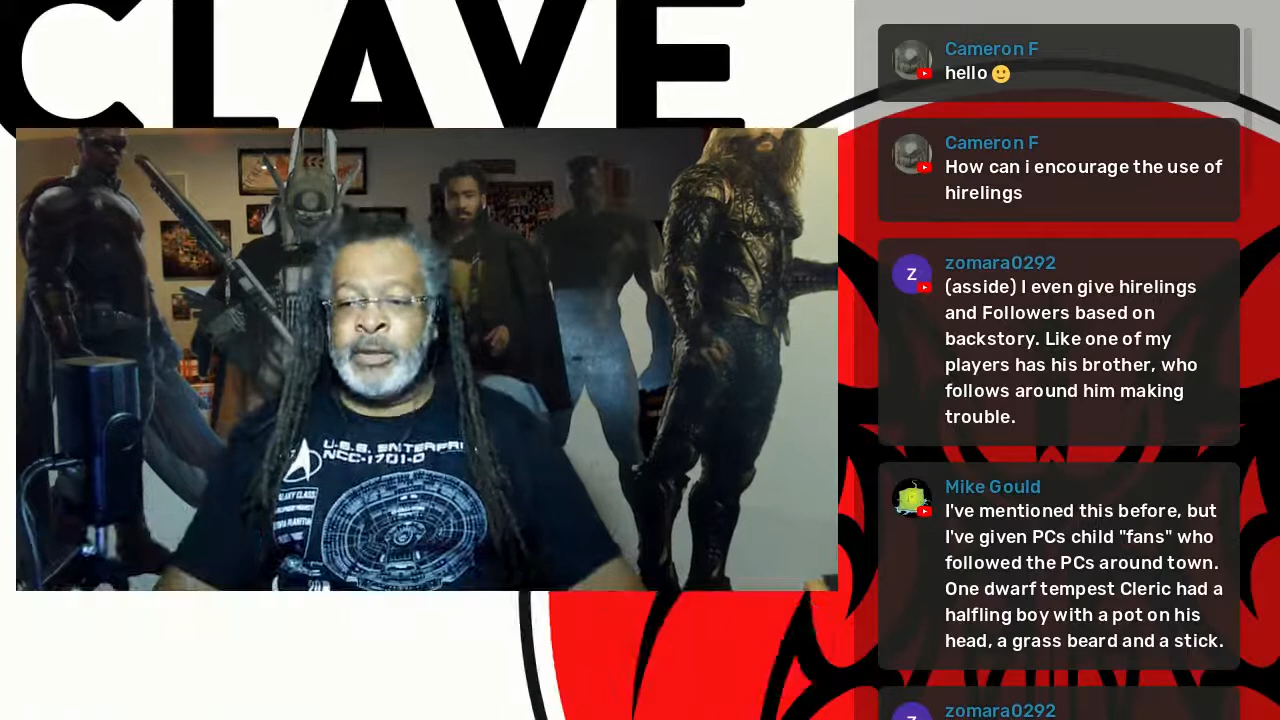 CLAVE
Cameron F
hello
Cameron F
How can i encourage the use of
hirelings
zomara0292
(asside) I even give hirelings
and Followers based on
backstory. Like one of my
players has his brother, who
follows around him making
trouble.
Mike Gould
I've mentioned this before, but
I've given PCs child "fans" who
followed the PCs around town.
One dwarf tempest Cleric had a
halfling boy with a pot on his
head, a grass beard and a stick.
zomara0292
Z
Z
U.S.S. ENTERPRI
NCC-1701-D
GALAXY CLASS